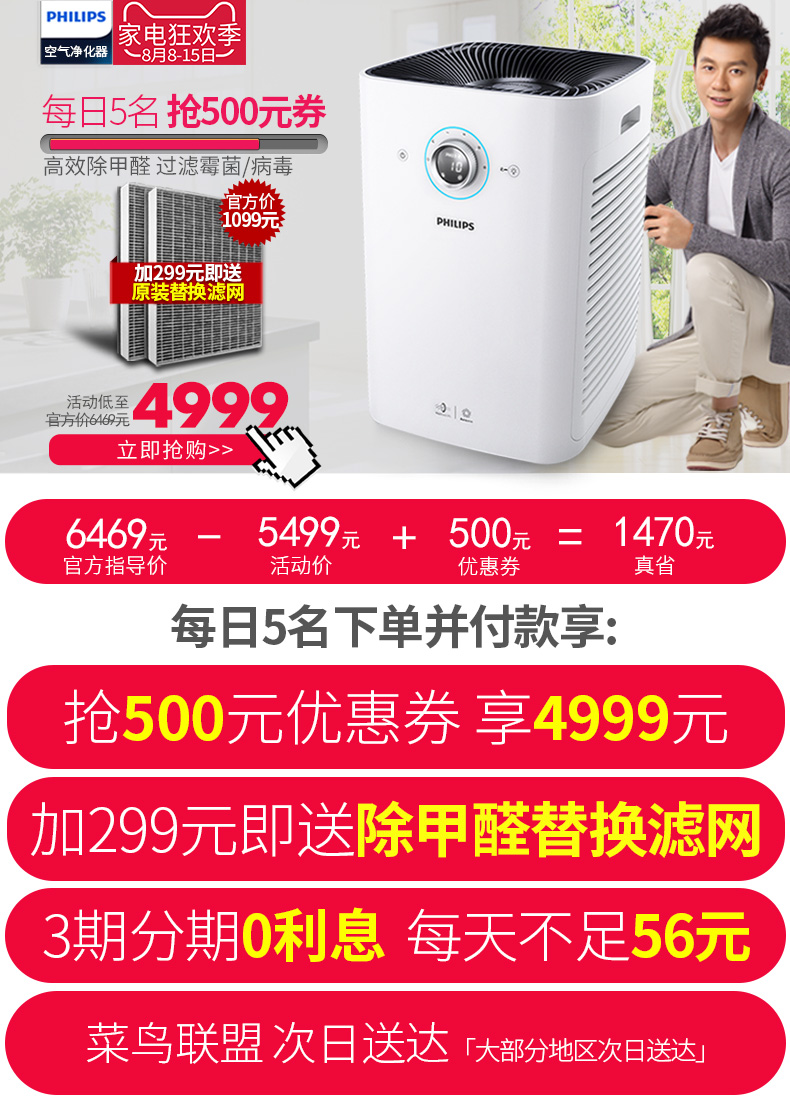 PHILIPS
空气净化器
家电狂欢季
8月8-15日
每日5名 抢500元券
高效除甲醛 过滤霉菌/病毒
官方价
1099元
加299元即送
原装替换滤网
PHILIPS
活动低至
官方价6469元
4999
立即抢购>>
6469元 - 5499元 + 500元 = 1470元
官方指导价 活动价 优惠券 真省
每日5名下单并付款享:
抢500元优惠券 享4999元
加299元即送除甲醛替换滤网
3期分期0利息 每天不足56元
菜鸟联盟 次日送达「大部分地区次日送达」